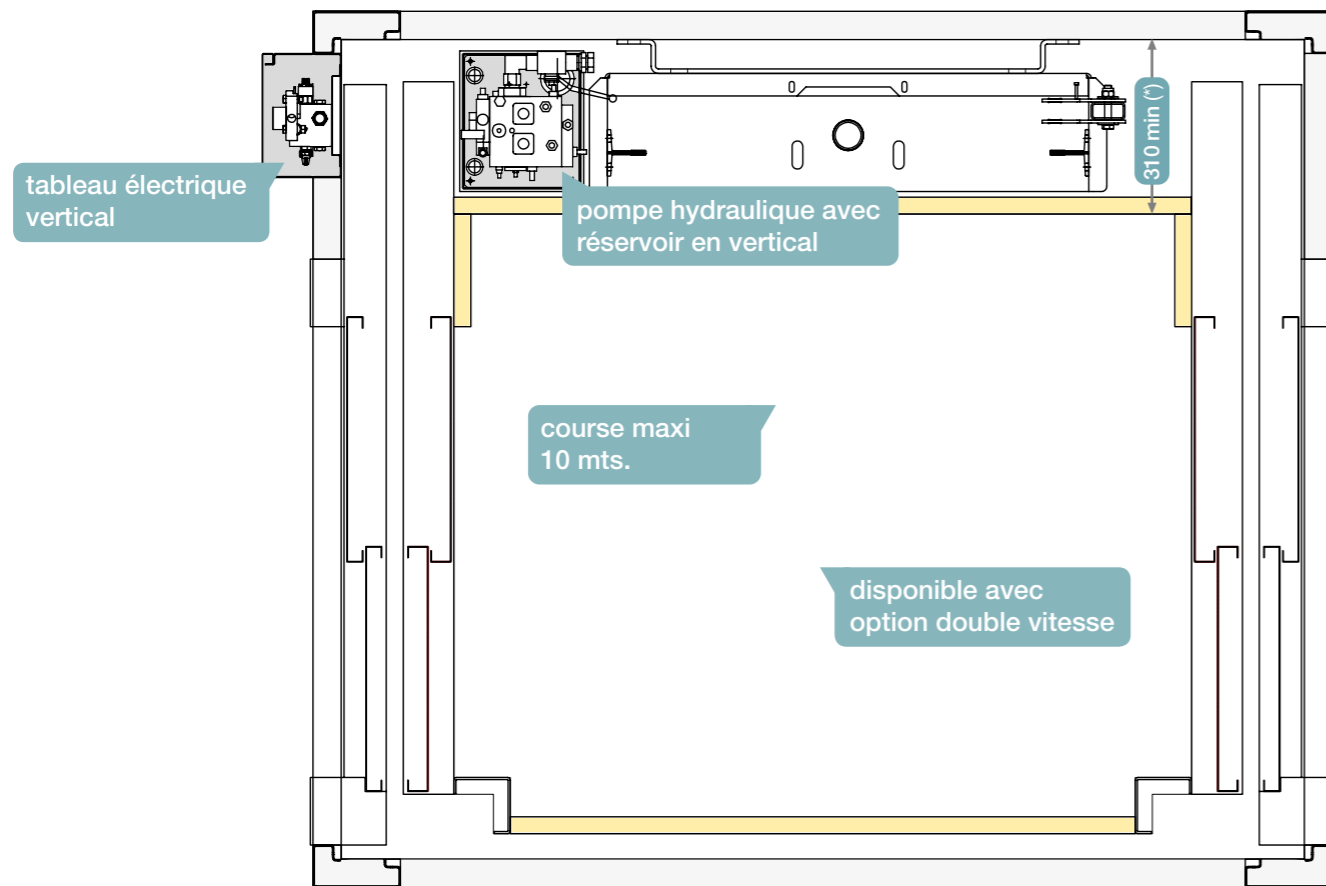 310 min (*)
tableau électrique
vertical
pompe hydraulique avec
réservoir en vertical
course maxi
10 mts.
disponible avec
option double vitesse